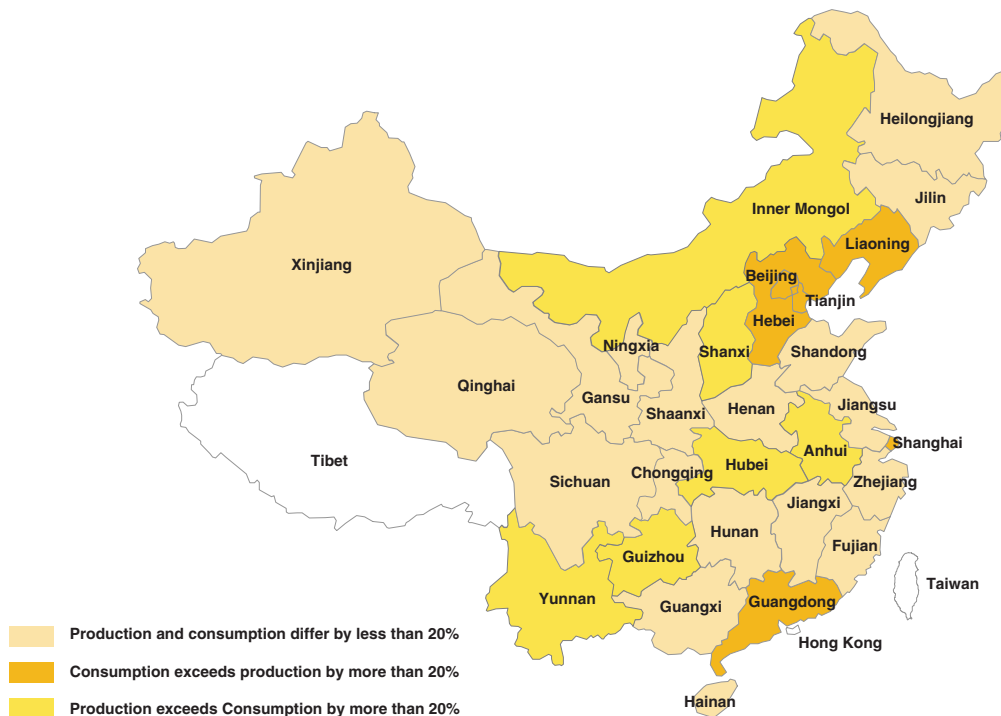 Heilongjiang
Jilin
Inner Mongol
Liaoning
Xinjiang
Beijing
Tianjin
Hebei
Ningxia
Shanxi
Shandong
Qinghai
Gansu
Shaanxi
Henan
Jiangsu
Shanghai
Anhui
Tibet
Sichuan
Chongqing
Hubei
Zhejiang
Jiangxi
Hunan
Fujian
Guizhou
Taiwan
Yunnan
Guangxi
Guangdong
Hong Kong
Hainan
Production and consumption differ by less than 20%
Consumption exceeds production by more than 20%
Production exceeds Consumption by more than 20%